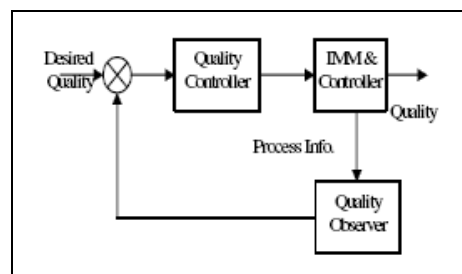 Desired
Quality
Quality
Controller
IMM &
Controller
Quality
Process Info.
Quality
Observer